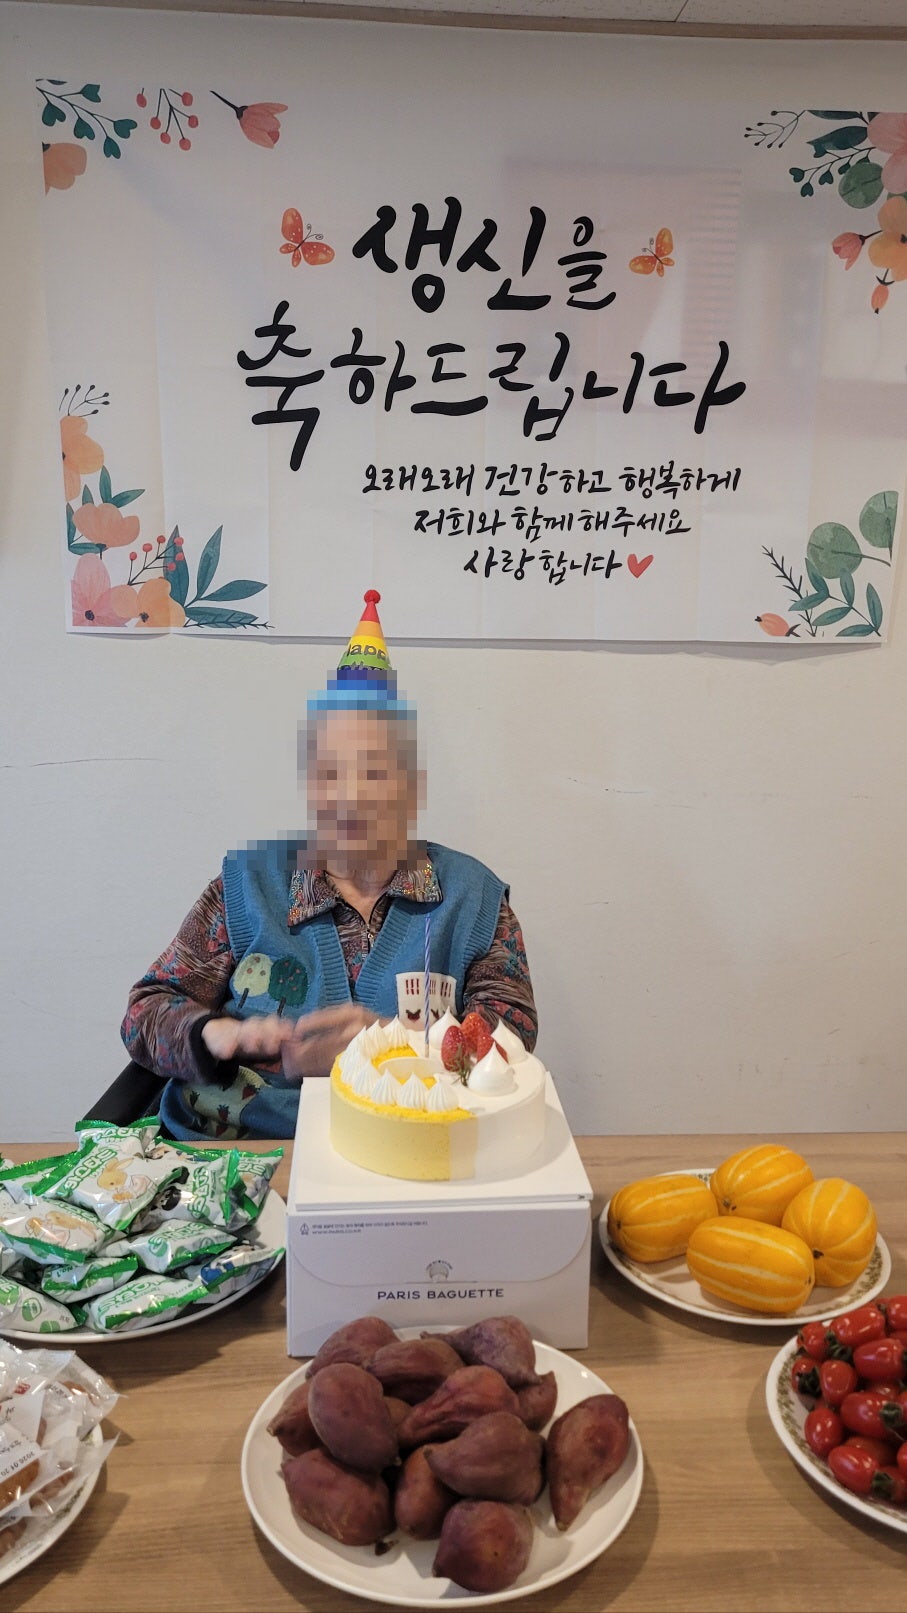 생신을
축하드립니다
오래오래 건강하고 행복하게
저희와 함께해주세요
사랑합니다
Happy
PARIS BAGUETTE